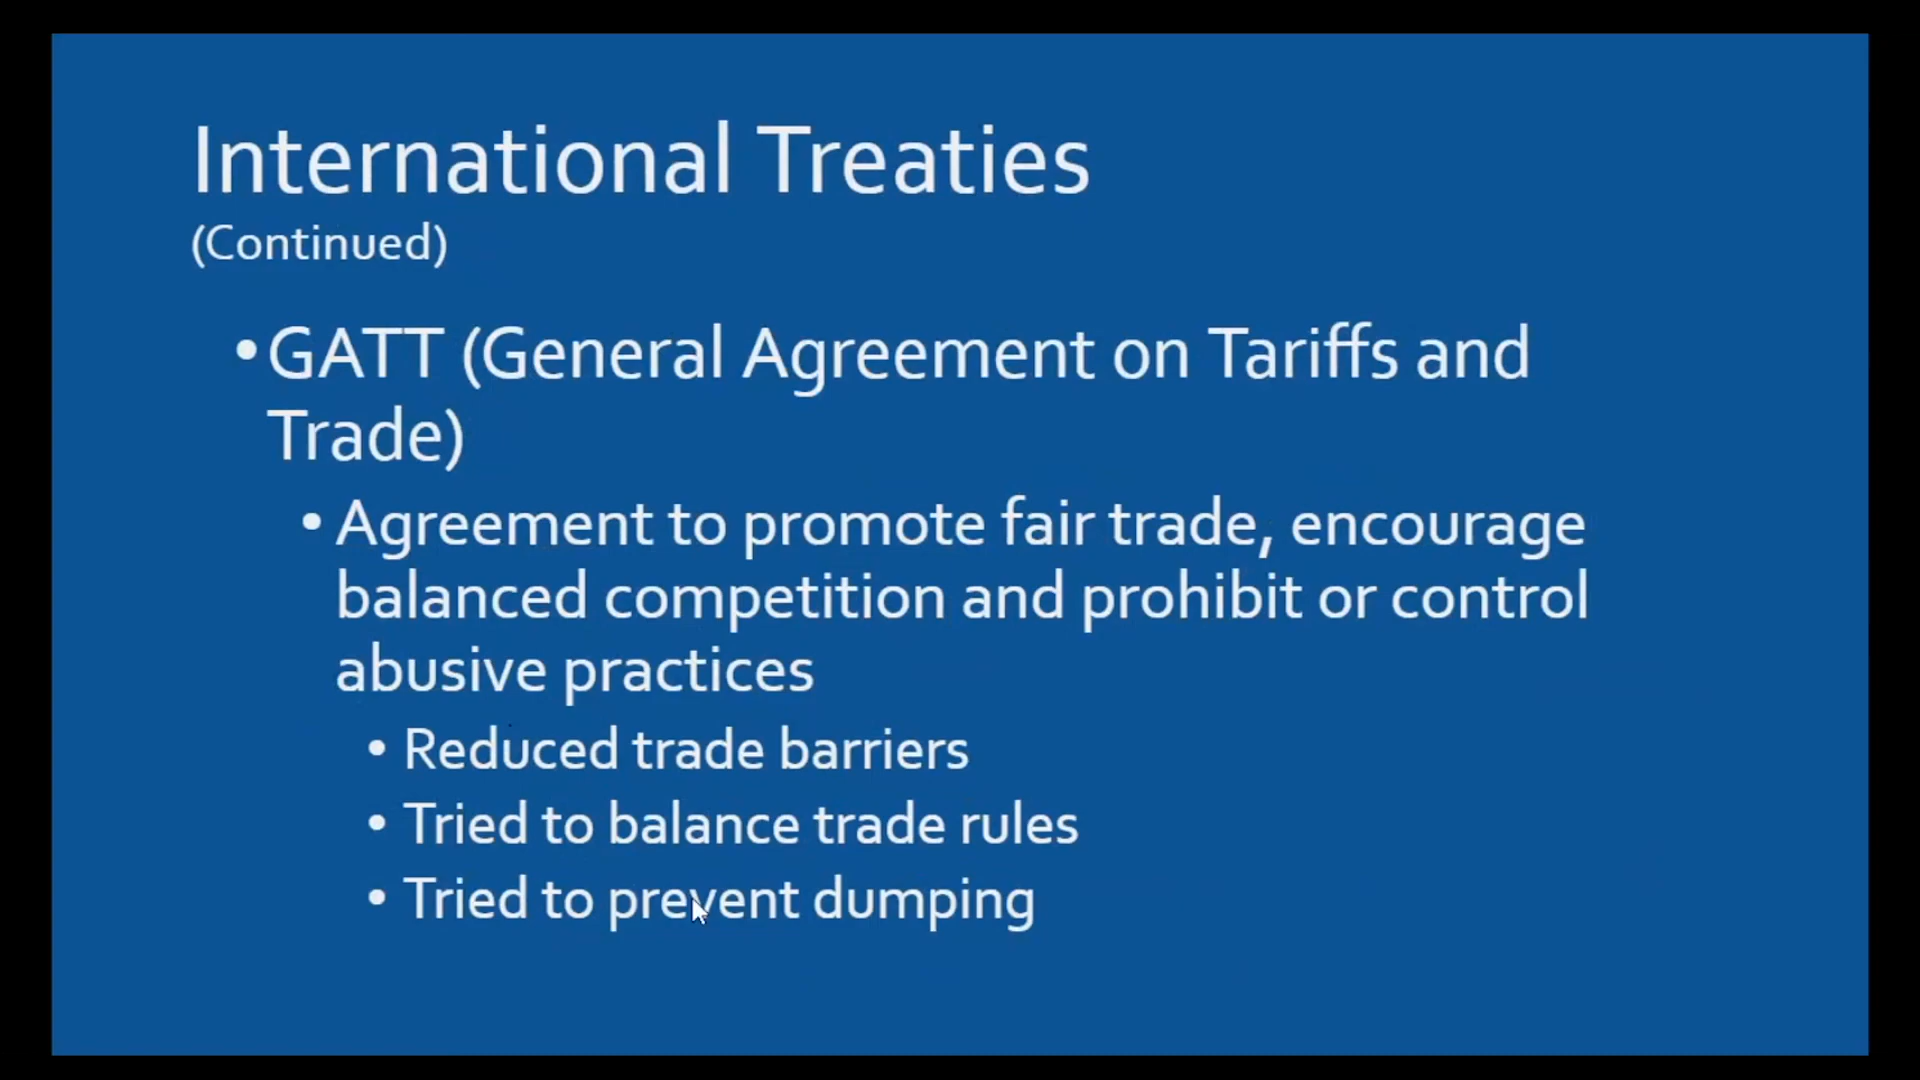 International Treaties
(Continued)
•GATT (General Agreement on Tariffs and
Trade)
• Agreement to promote fair trade, encourage
balanced competition and prohibit or control
abusive practices
• Reduced trade barriers
• Tried to balance trade rules
• Tried to prevent dumping